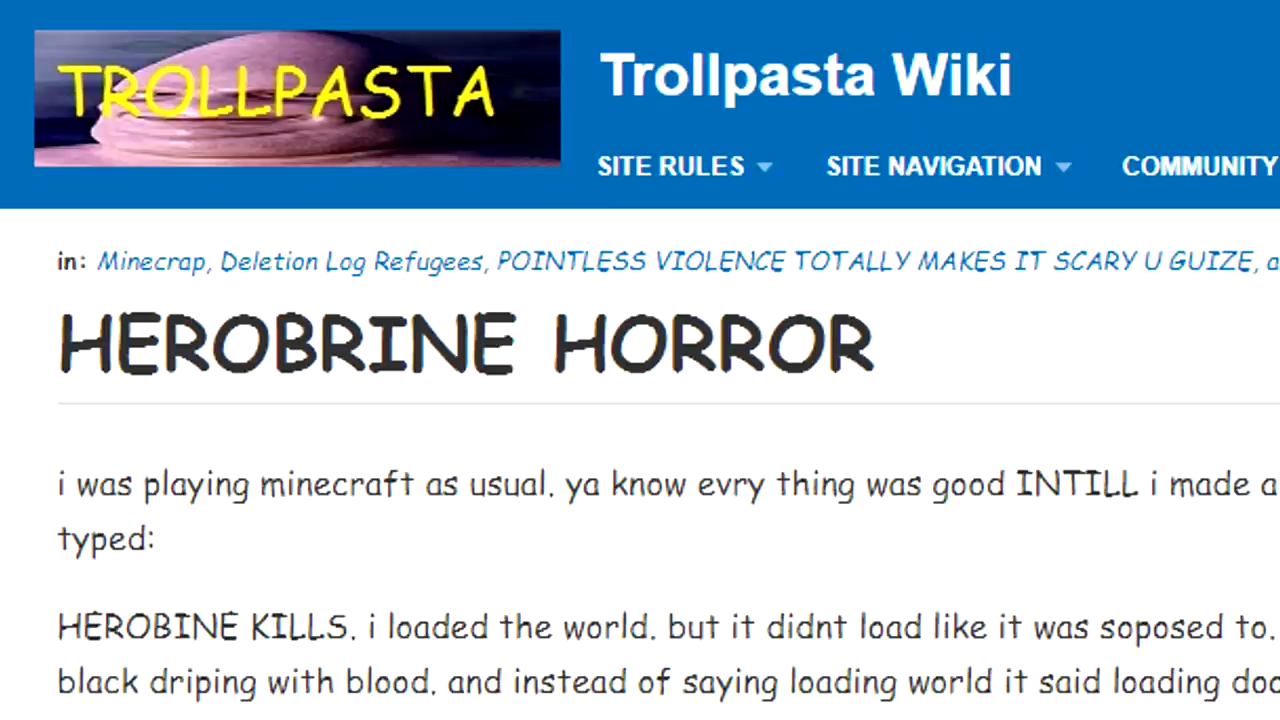 TROLLPASTA
Trollpasta Wiki
SITE RULES
SITE NAVIGATION
COMMUNITY
in: Minecrap, Deletion Log Refugees, POINTLESS VIOLENCE TOTALLY MAKES IT SCARY U GUIZE, a
HEROBRINE HORROR
i was playing minecraft as usual. ya know evry thing was good INTILL i made a
typed:
HEROBINE KILLS. i loaded the world. but it didnt load like it was soposed to.
black driping with blood. and instead of saying loading world it said loading